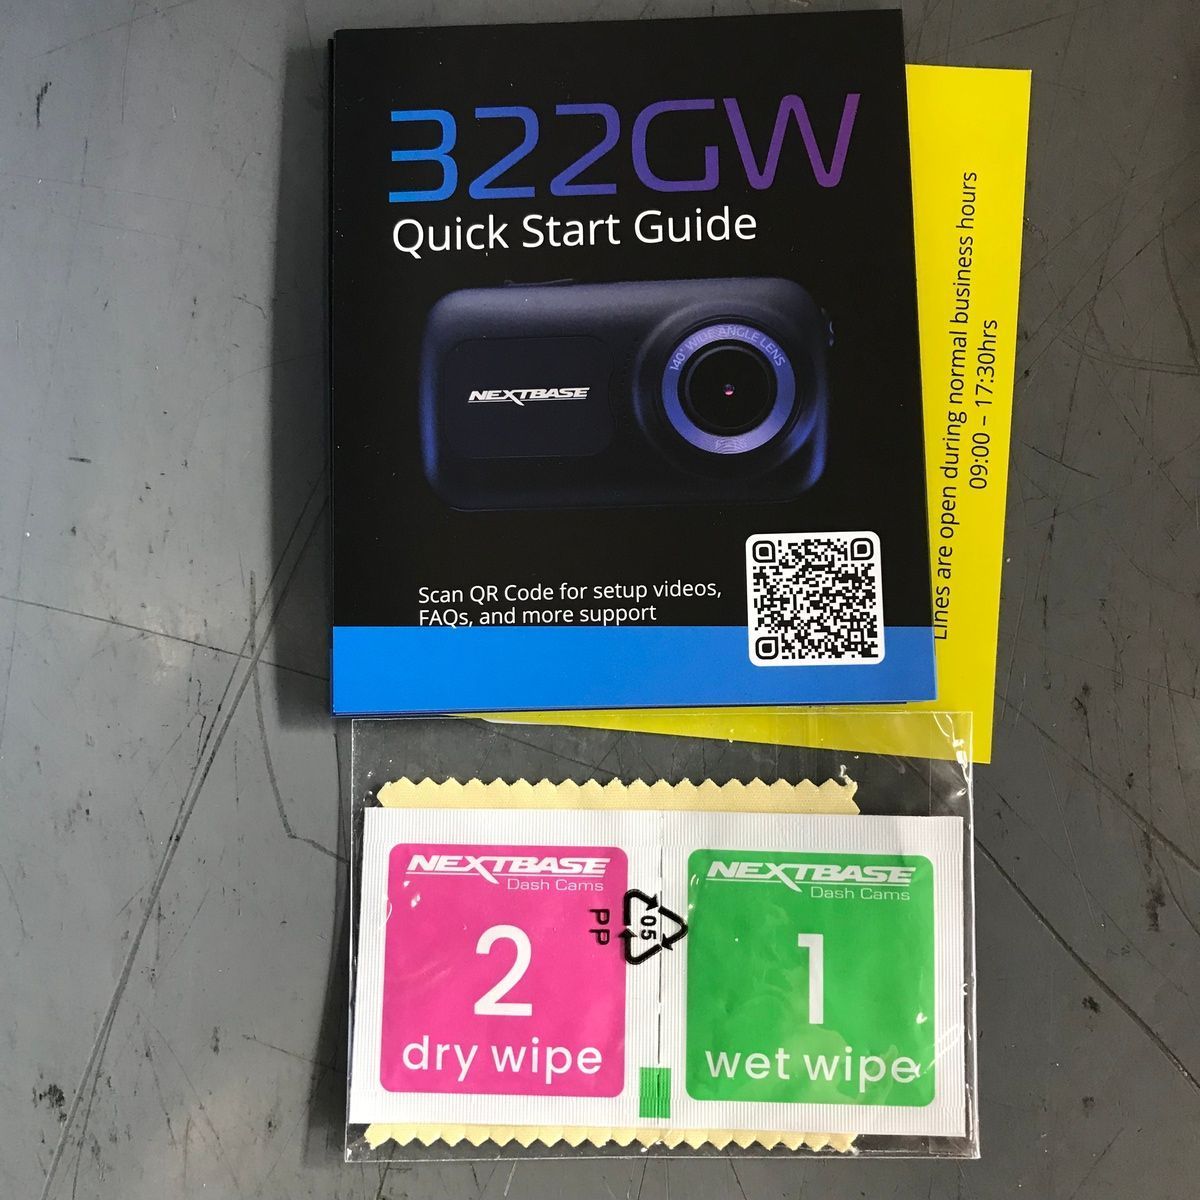 322GW
Quick Start Guide
140° WIDE ANGLE LENS
NEXTBASE
Scan QR Code for setup videos,
FAQs, and more support
Lines are open during normal business hours
09:00 – 17:30hrs
NEXTBASE
Dash Cams
2
dry wipe
05
PP
NEXTBASE
Dash Cams
1
wet wipe